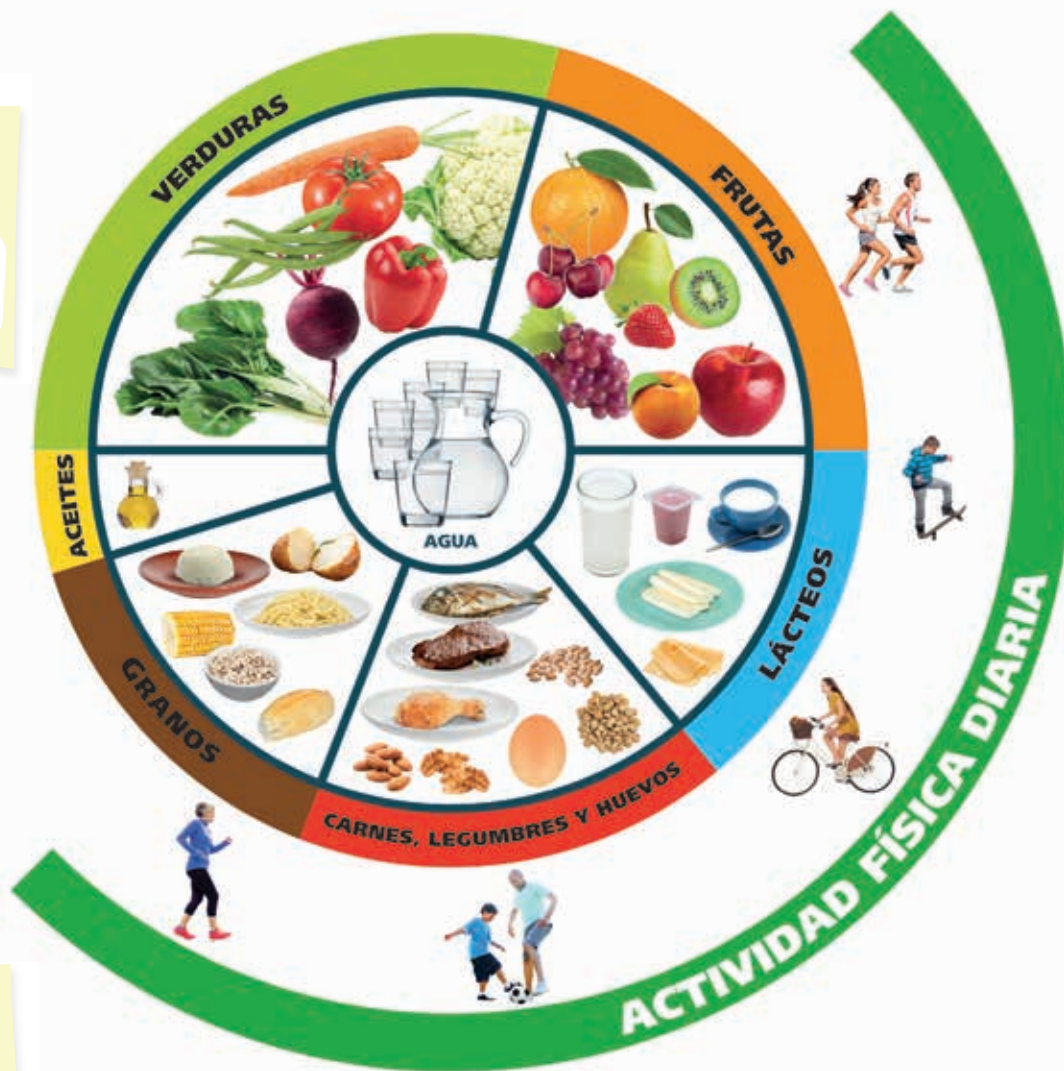 VERDURAS
FRUTAS
ACEITES
AGUA
LÁCTEOS
GRANOS
CARNES, LEGUMBRES Y HUEVOS
ACTIVIDAD FÍSICA DIARIA